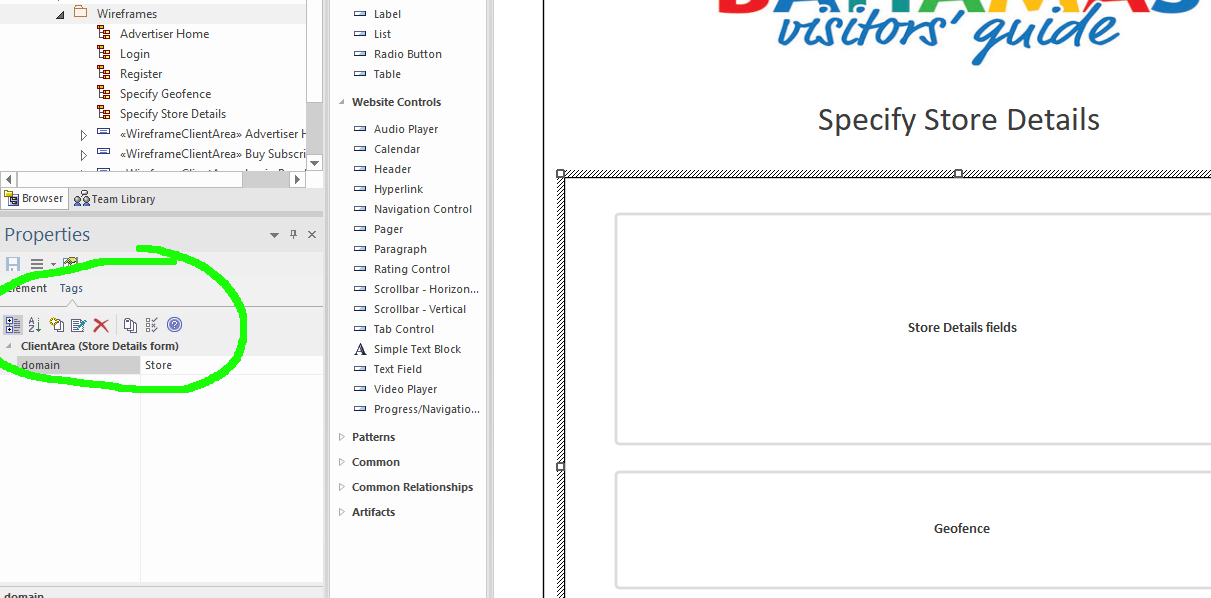 Wireframes
Advertiser Home
Login
Register
Specify Geofence
Specify Store Details
«WireframeClientArea» Advertiser H
«WireframeClientArea» Buy Subscri
Browser
Team Library
Properties
Element Tags
ClientArea (Store Details form)
domain Store
domain
Label
List
Radio Button
Table
Website Controls
Audio Player
Calendar
Header
Hyperlink
Navigation Control
Pager
Paragraph
Rating Control
Scrollbar - Horizon...
Scrollbar - Vertical
Tab Control
A Simple Text Block
Text Field
Video Player
Progress/Navigatio...
Patterns
Common
Common Relationships
Artifacts
BAHAMAS
visitors' guide
Specify Store Details
Store Details fields
Geofence